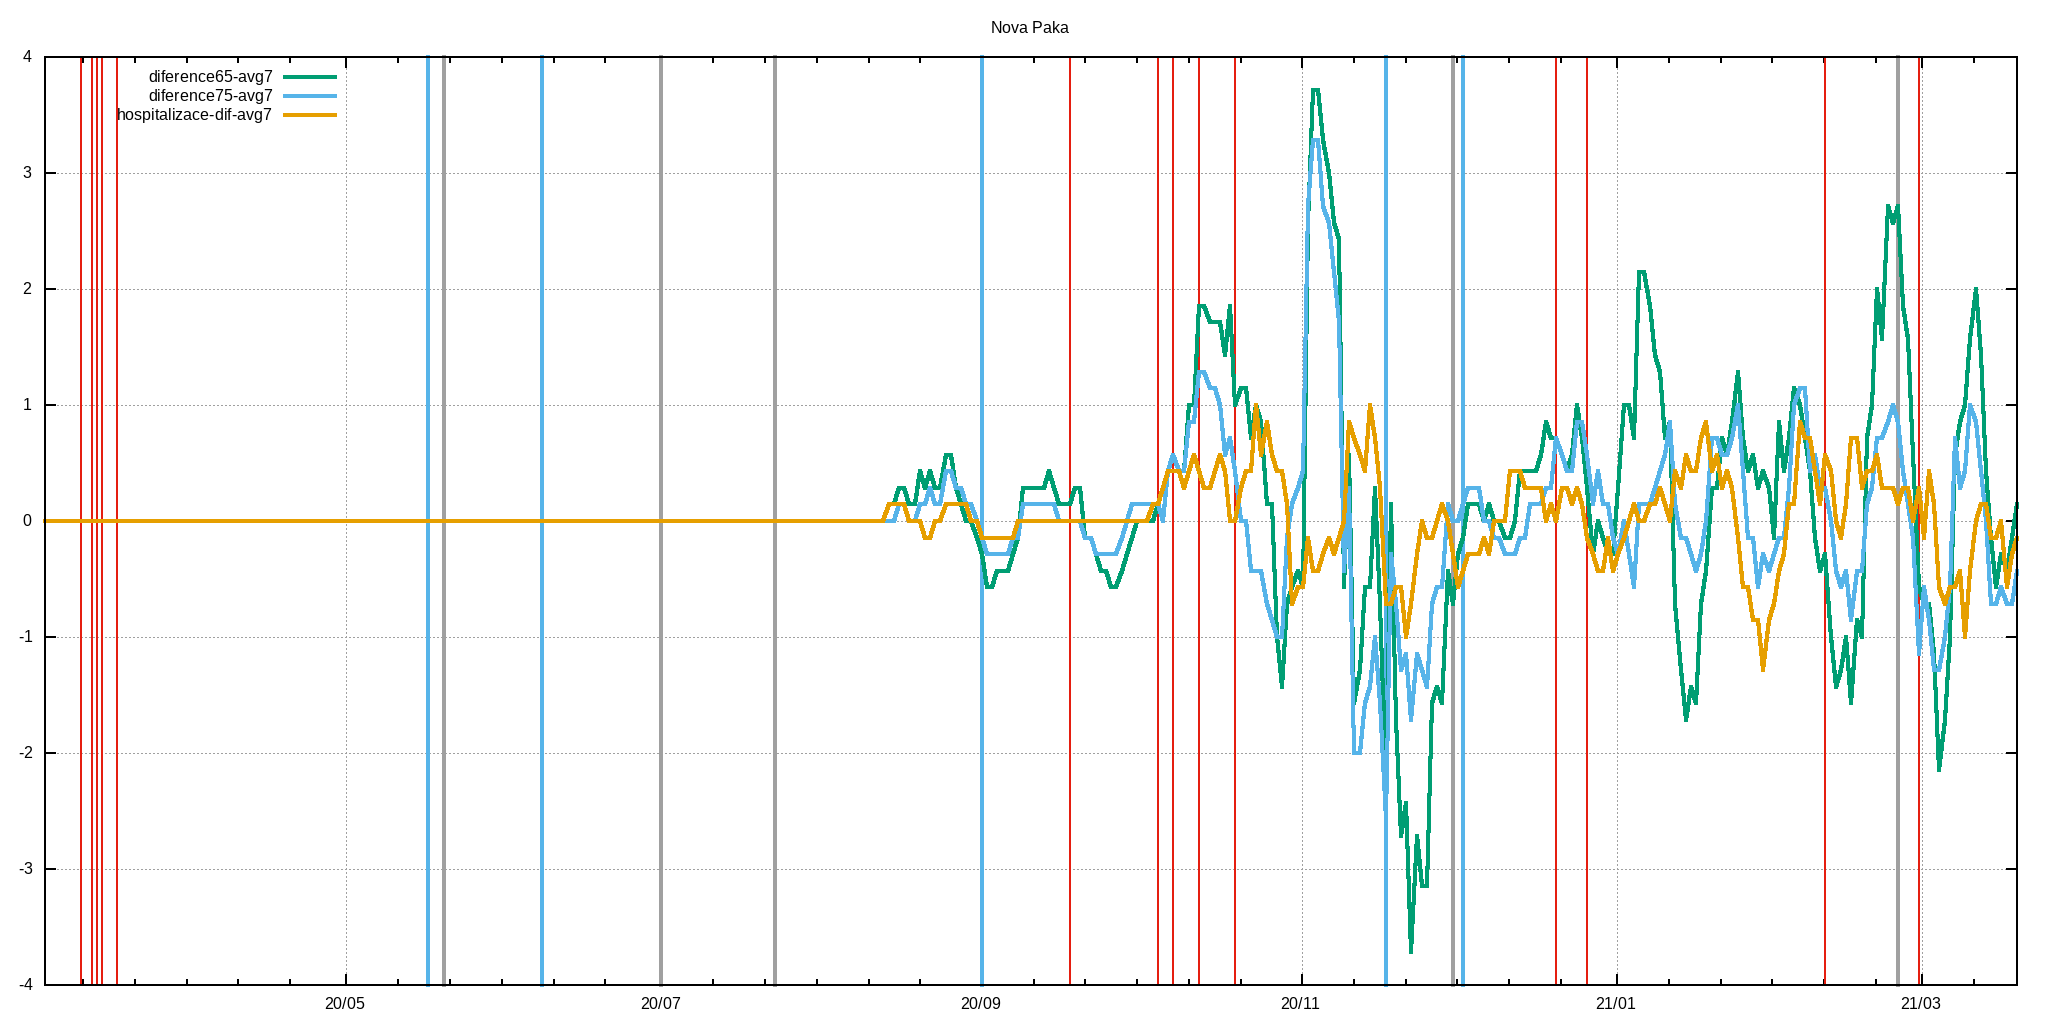 Nova Paka
4
diference65-avg7
diference75-avg7
hospitalizace-dif-avg7
3
2
1
0
-1
-2
-3
-4
20/05 20/07 20/09 20/11 21/01 21/03